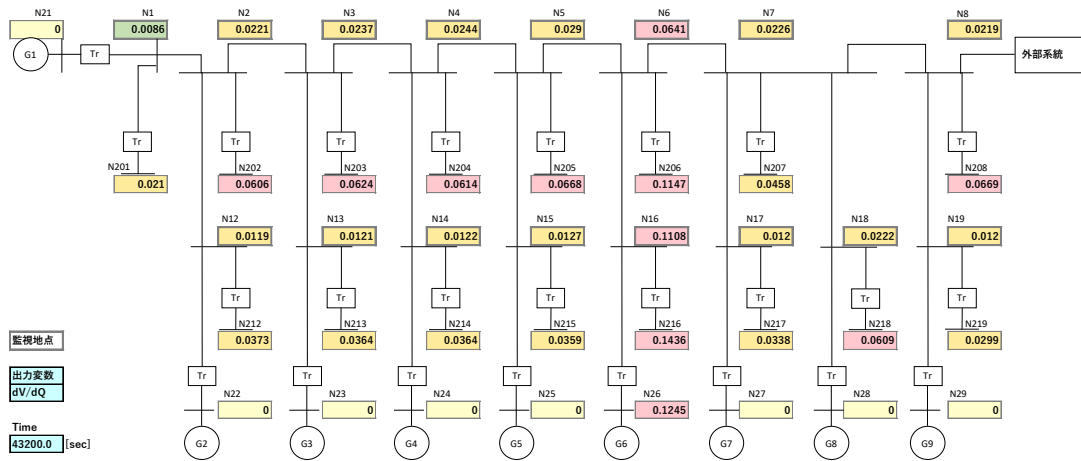 N21 N1 N2 N3 N4 N5 N6 N7 N8
0 0.0086 0.0221 0.0237 0.0244 0.029 0.0641 0.0226 0.0219
G1 Tr 外部系統
Tr Tr Tr Tr Tr Tr Tr Tr
N201 N202 N203 N204 N205 N206 N207 N208
0.021 0.0606 0.0624 0.0614 0.0668 0.1147 0.0458 0.0669
N12 N13 N14 N15 N16 N17 N18 N19
0.0119 0.0121 0.0122 0.0127 0.1108 0.012 0.0222 0.012
Tr Tr Tr Tr Tr Tr Tr Tr
N212 N213 N214 N215 N216 N217 N218 N219
監視地点 0.0373 0.0364 0.0364 0.0359 0.1436 0.0338 0.0609 0.0299
出力変数 Tr Tr Tr Tr Tr Tr Tr Tr
dV/dQ N22 N23 N24 N25 N26 N27 N28 N29
0 0 0 0 0.1245 0 0 0
Time
43200.0 [sec] G2 G3 G4 G5 G6 G7 G8 G9